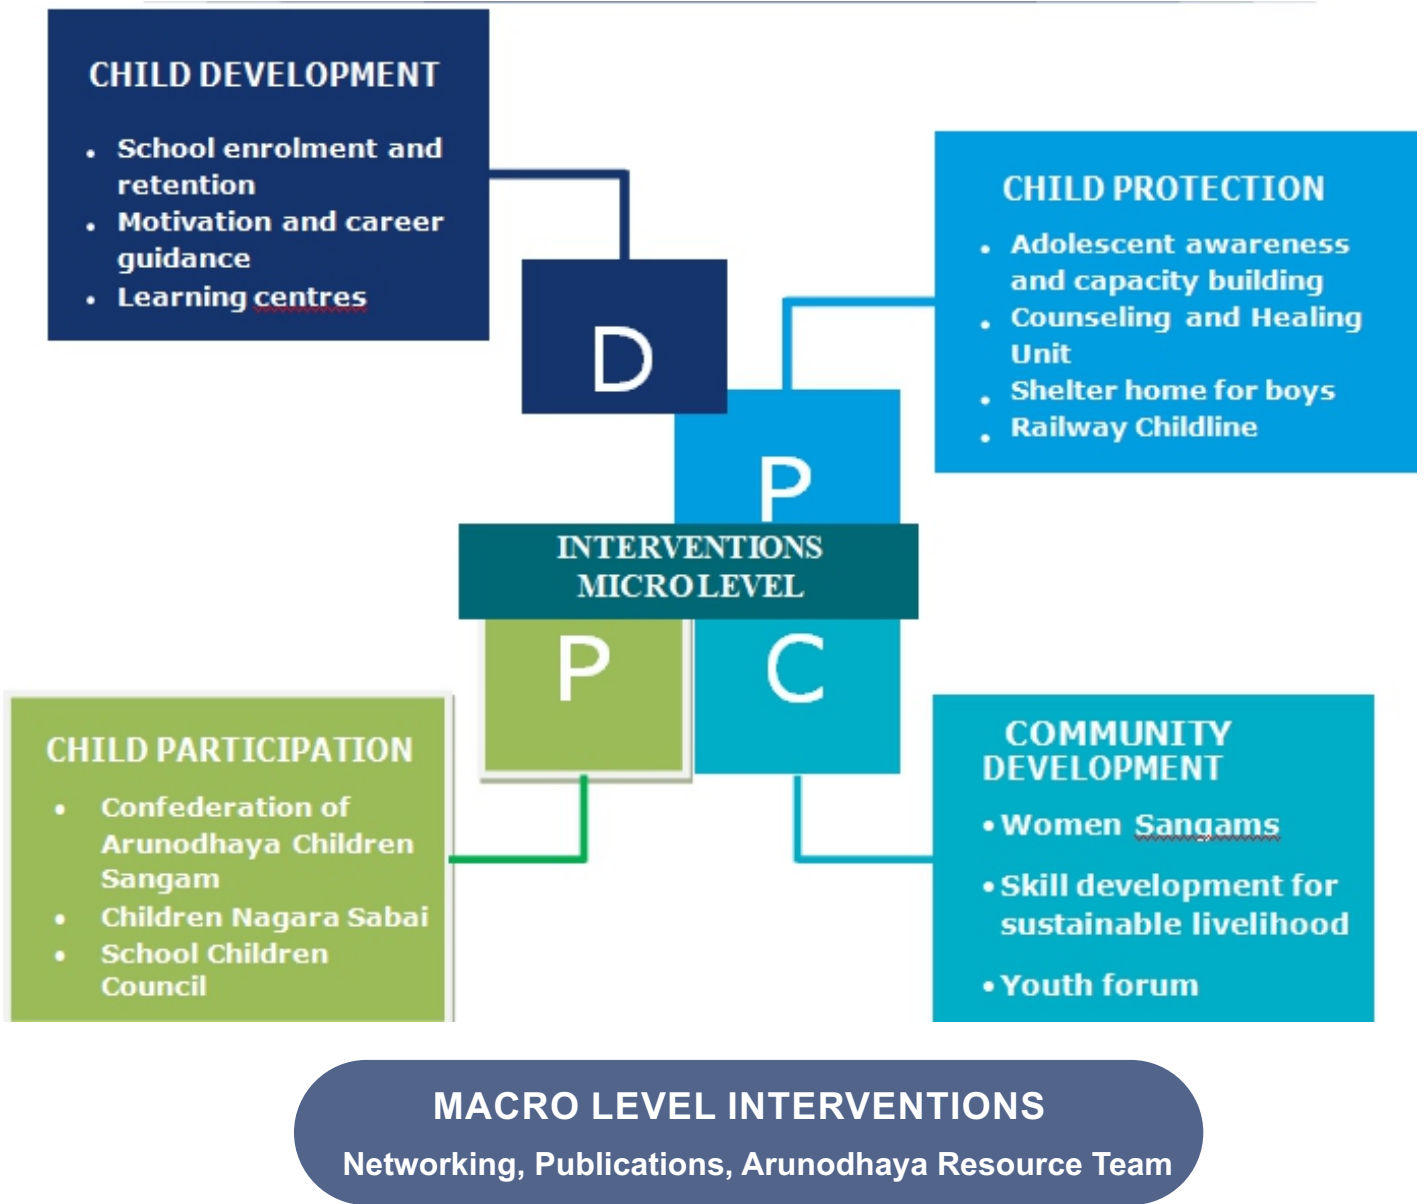 CHILD DEVELOPMENT
• School enrolment and
retention
• Motivation and career
guidance
• Learning centres
D
CHILD PROTECTION
• Adolescent awareness
and capacity building
• Counseling and Healing
Unit
• Shelter home for boys
• Railway Childline
P
INTERVENTIONS
MICRO LEVEL
P
C
CHILD PARTICIPATION
• Confederation of
Arunodhaya Children
Sangam
• Children Nagara Sabai
• School Children
Council
COMMUNITY
DEVELOPMENT
• Women Sangams
• Skill development for
sustainable livelihood
• Youth forum
MACRO LEVEL INTERVENTIONS
Networking, Publications, Arunodhaya Resource Team